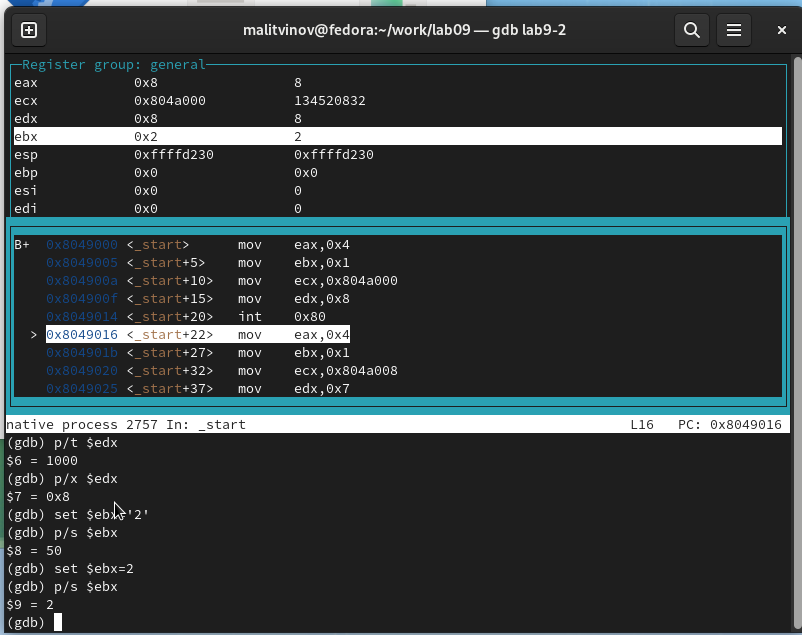 malitvinov@fedora:~/work/lab09 — gdb lab9-2
Register group: general
eax 0x8 8
ecx 0x804a000 134520832
edx 0x8 8
ebx 0x2 2
esp 0xffffd230 0xffffd230
ebp 0x0 0x0
esi 0x0 0
edi 0x0 0
B+ 0x8049000 <_start> mov eax,0x4
0x8049005 <_start+5> mov ebx,0x1
0x804900a <_start+10> mov ecx,0x804a000
0x804900f <_start+15> mov edx,0x8
0x8049014 <_start+20> int 0x80
> 0x8049016 <_start+22> mov eax,0x4
0x804901b <_start+27> mov ebx,0x1
0x8049020 <_start+32> mov ecx,0x804a008
0x8049025 <_start+37> mov edx,0x7
native process 2757 In: _start L16 PC: 0x8049016
(gdb) p/t $edx
$6 = 1000
(gdb) p/x $edx
$7 = 0x8
(gdb) set $ebx='2'
(gdb) p/s $ebx
$8 = 50
(gdb) set $ebx=2
(gdb) p/s $ebx
$9 = 2
(gdb)